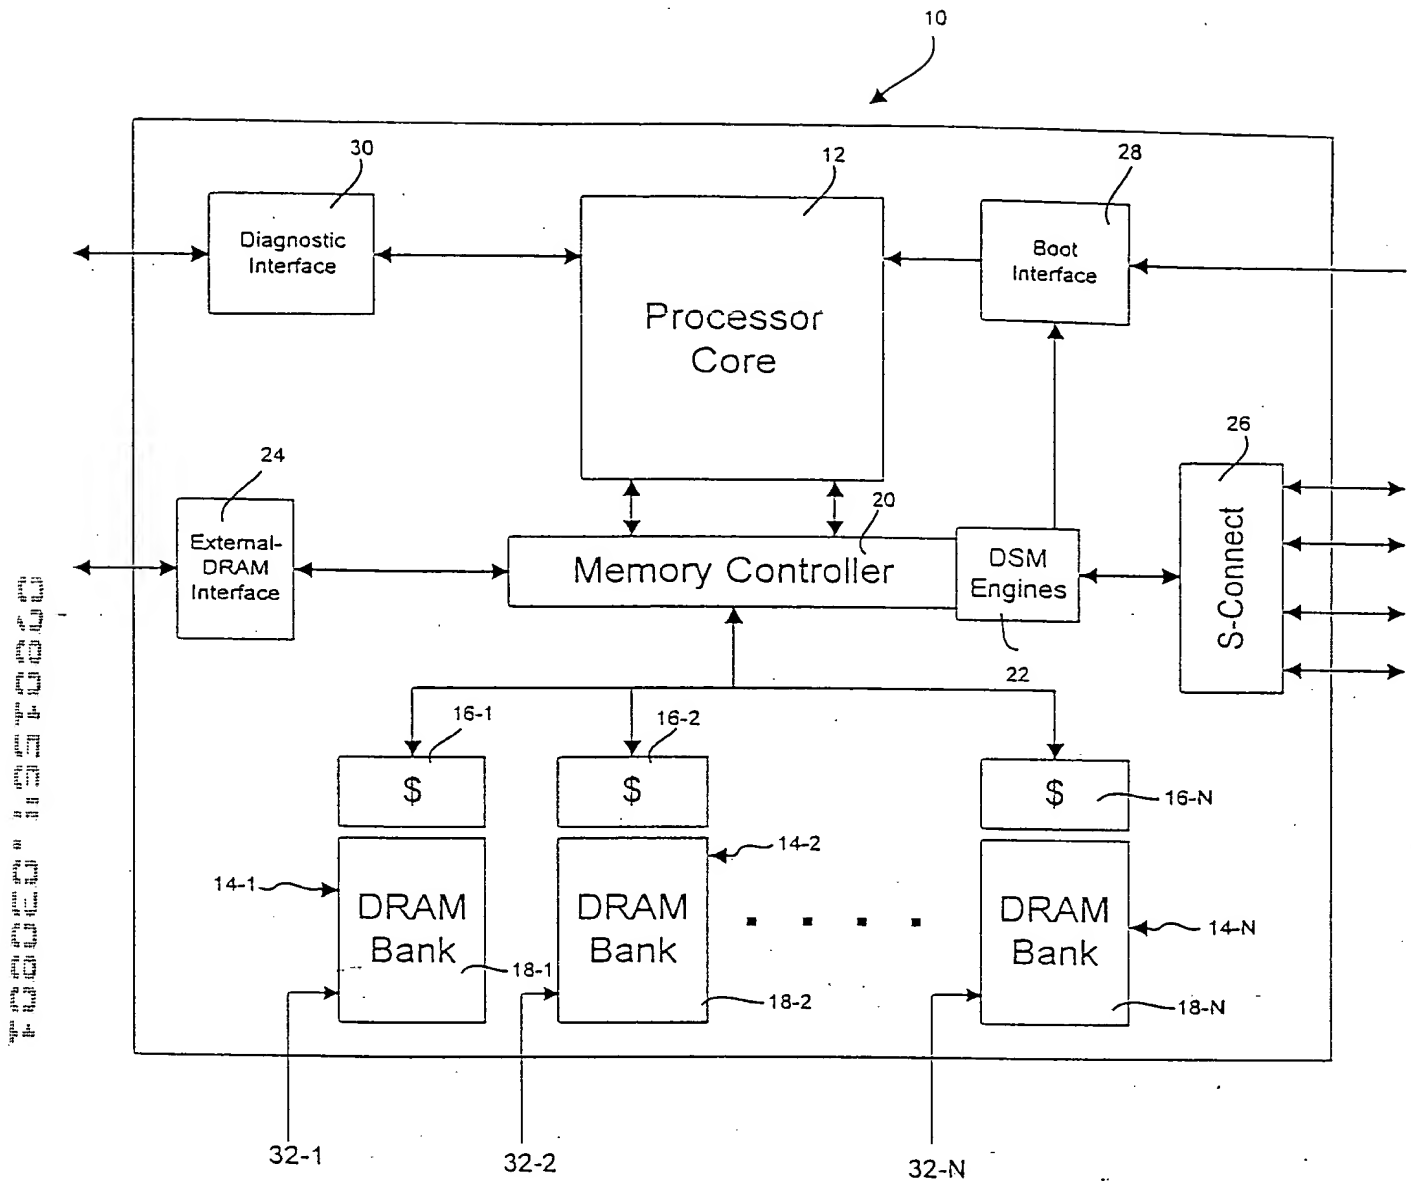 10
30
12
28
Diagnostic
Interface
Processor
Core
Boot
Interface
24
20
26
External-
DRAM
Interface
Memory Controller
DSM
Engines
S-Connect
22
16-1
16-2
$
$
$
16-N
14-1
14-2
14-N
DRAM
Bank
DRAM
Bank
DRAM
Bank
18-1
18-2
18-N
32-1
32-2
32-N